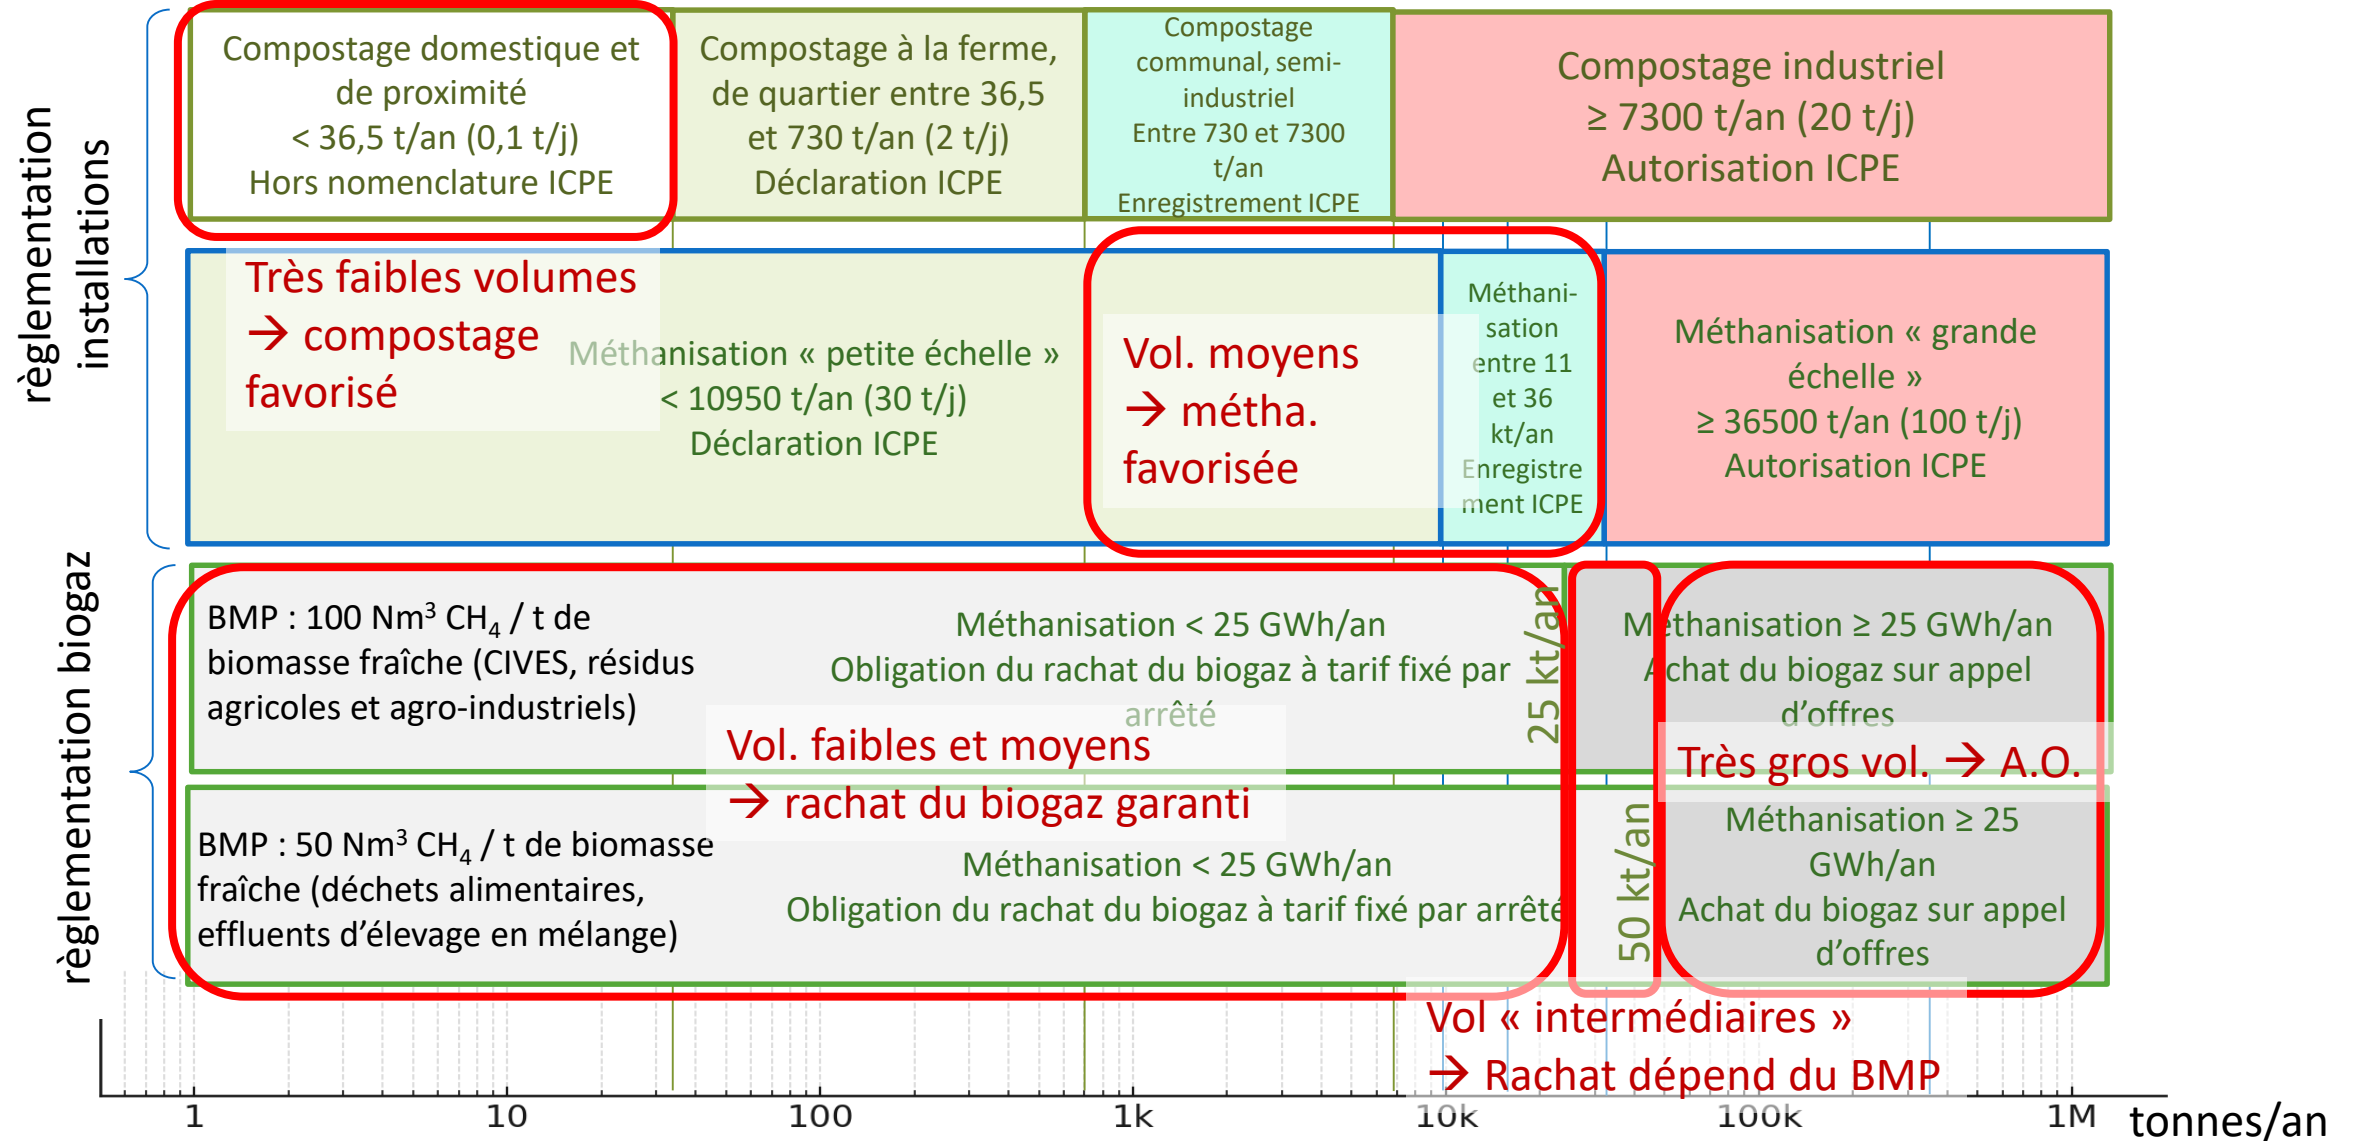 règlementation
installations
Compostage domestique et
de proximité
< 36,5 t/an (0,1 t/j)
Hors nomenclature ICPE
Compostage à la ferme,
de quartier entre 36,5
et 730 t/an (2 t/j)
Déclaration ICPE
Compostage
communal, semi-
industriel
Entre 730 et 7300
t/an
Enregistrement ICPE
Compostage industriel
≥ 7300 t/an (20 t/j)
Autorisation ICPE
Très faibles volumes
→ compostage
favorisé
Méthanisation « petite échelle »
< 10950 t/an (30 t/j)
Déclaration ICPE
Vol. moyens
→ métha.
favorisée
Méthani-
sation
entre 11
et 36
kt/an
Enregistre
ment ICPE
Méthanisation « grande
échelle »
≥ 36500 t/an (100 t/j)
Autorisation ICPE
règlementation biogaz
BMP : 100 Nm³ CH₄ / t de
biomasse fraîche (CIVES, résidus
agricoles et agro-industriels)
Méthanisation < 25 GWh/an
Obligation du rachat du biogaz à tarif fixé par
arrêté
25 kt/an
Méthanisation ≥ 25 GWh/an
Achat du biogaz sur appel
d’offres
Vol. faibles et moyens
→ rachat du biogaz garanti
Très gros vol. → A.O.
BMP : 50 Nm³ CH₄ / t de biomasse
fraîche (déchets alimentaires,
effluents d’élevage en mélange)
Méthanisation < 25 GWh/an
Obligation du rachat du biogaz à tarif fixé par arrêté
50 kt/an
Méthanisation ≥ 25
GWh/an
Achat du biogaz sur appel
d’offres
Vol « intermédiaires »
→ Rachat dépend du BMP
1 10 100 1k 10k 100k 1M tonnes/an